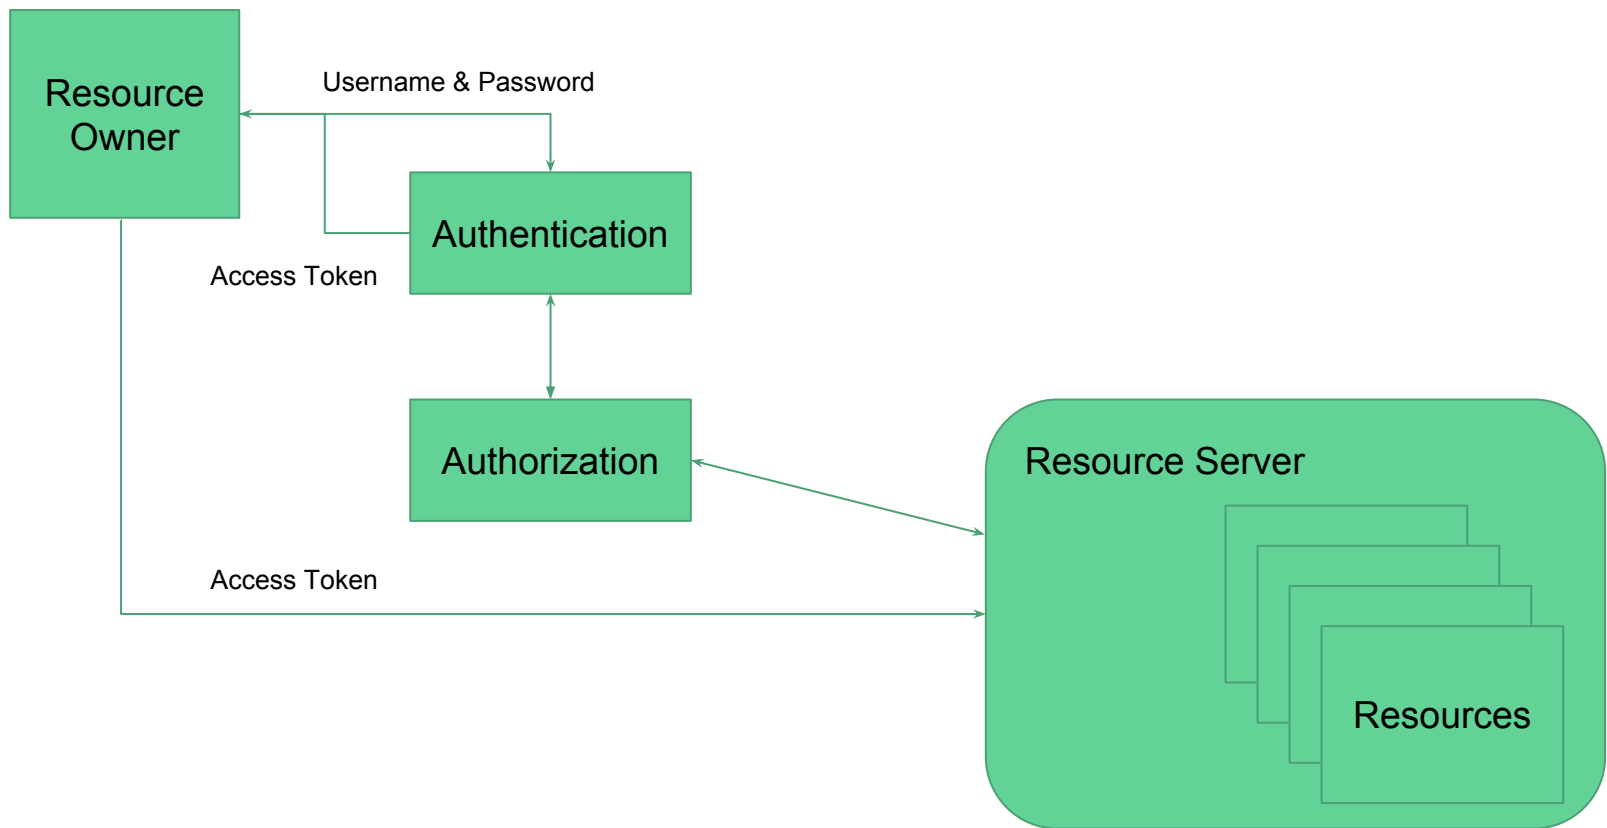 Resource
Owner
Username & Password
Authentication
Access Token
Authorization
Resource Server
Access Token
Resources